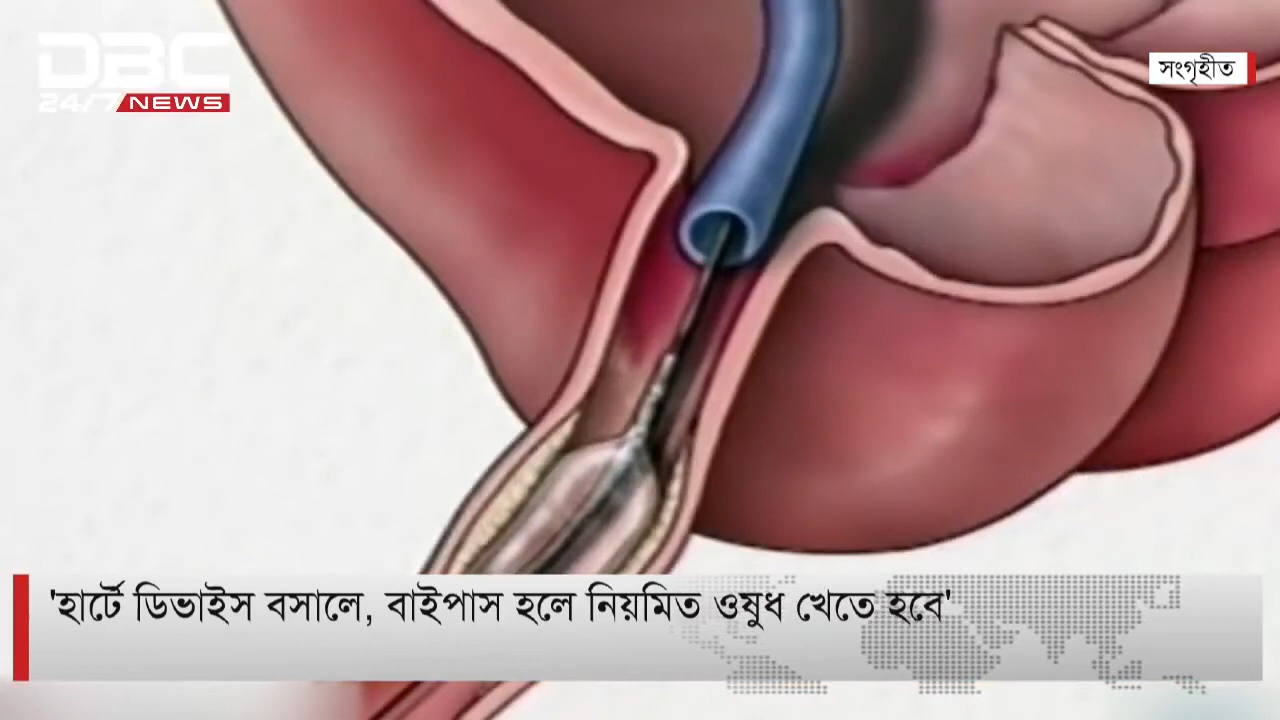 DBC
24/7 NEWS
সংগৃহীত
'হার্টে ডিভাইস বসালে, বাইপাস হলে নিয়মিত ওষুধ খেতে হবে'